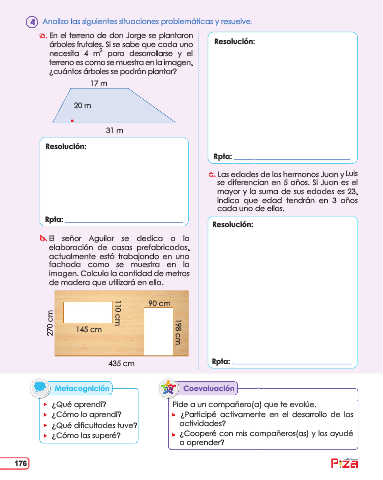 4 Analiza las siguientes situaciones problemáticas y resuelve.
a. En el terreno de don Jorge se plantaron
árboles frutales. Si se sabe que cada uno
necesita 4 m² para desarrollarse y el
terreno es como se muestra en la imagen,
¿cuántos árboles se podrán plantar?
17 m
20 m
31 m
Resolución:
Rpta:
b. El señor Aguilar se dedica a la
elaboración de casas prefabricadas,
actualmente está trabajando en una
fachada como se muestra en la
imagen. Calcula la cantidad de metros
de madera que utilizará en ella.
270 cm
145 cm
110 cm
90 cm
198 cm
435 cm
Resolución:
Rpta:
c. Las edades de los hermanos Juan y Luis
se diferencian en 5 años. Si Juan es el
mayor y la suma de sus edades es 23,
indica que edad tendrán en 3 años
cada uno de ellos.
Resolución:
Rpta:
Metacognición
¿Qué aprendí?
¿Cómo lo aprendí?
¿Qué dificultades tuve?
¿Cómo las superé?
Coevaluación
Pide a un compañero(a) que te evalúe.
¿Participé activamente en el desarrollo de las
actividades?
¿Cooperé con mis compañeros(as) y los ayudé
a aprender?
176